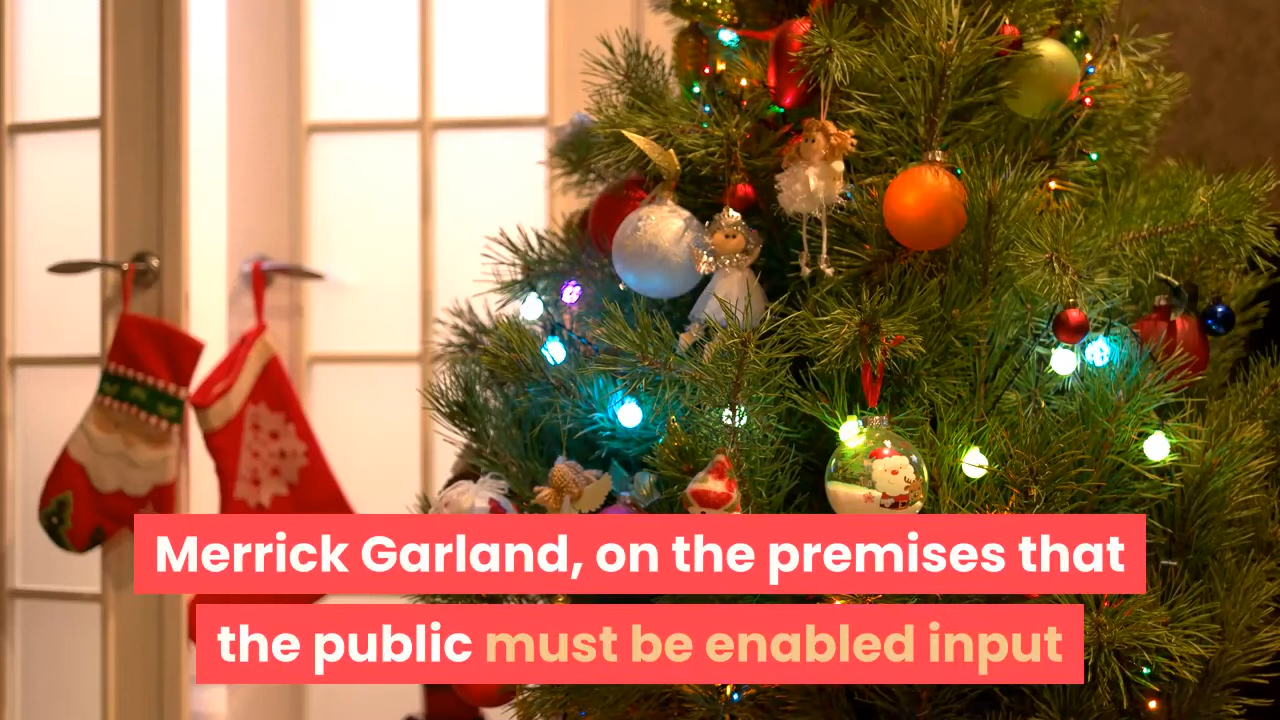 Merrick Garland, on the premises that
the public must be enabled input